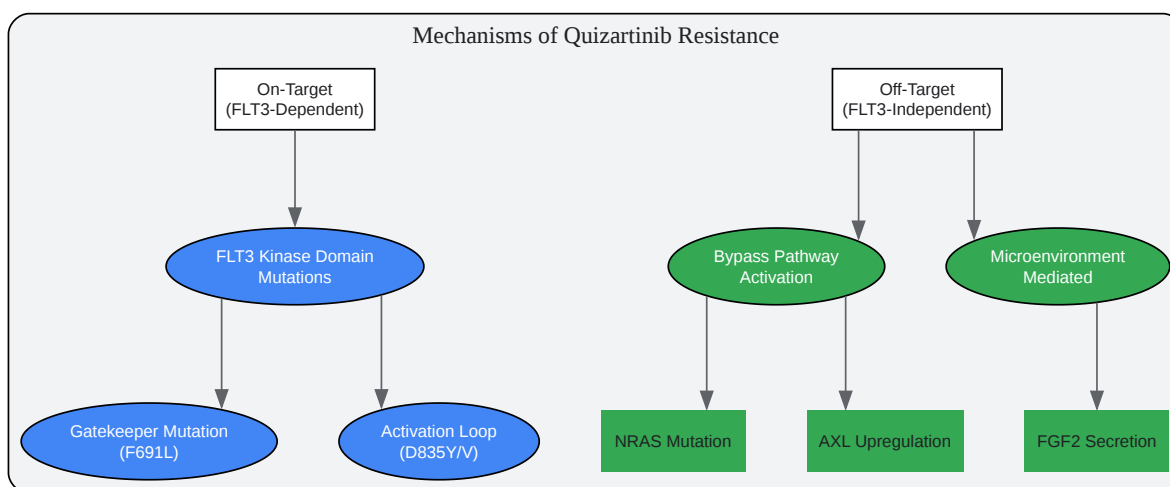 Mechanisms of Quizartinib Resistance
On-Target
(FLT3-Dependent)
Off-Target
(FLT3-Independent)
FLT3 Kinase Domain
Mutations
Bypass Pathway
Activation
Microenvironment
Mediated
Gatekeeper Mutation
(F691L)
Activation Loop
(D835Y/V)
NRAS Mutation
AXL Upregulation
FGF2 Secretion